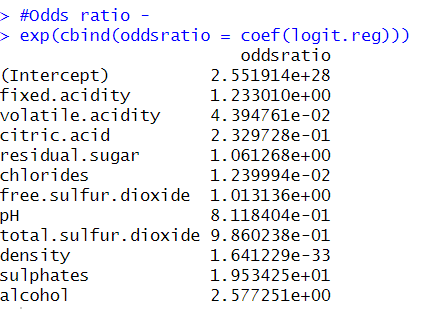 > #Odds ratio -
> exp(cbind(oddsratio = coef(logit.reg)))
oddsratio
(Intercept) 2.551914e+28
fixed.acidity 1.233010e+00
volatile.acidity 4.394761e-02
citric.acid 2.329728e-01
residual.sugar 1.061268e+00
chlorides 1.239994e-02
free.sulfur.dioxide 1.013136e+00
pH 8.118404e-01
total.sulfur.dioxide 9.860238e-01
density 1.641229e-33
sulphates 1.953425e+01
alcohol 2.577251e+00